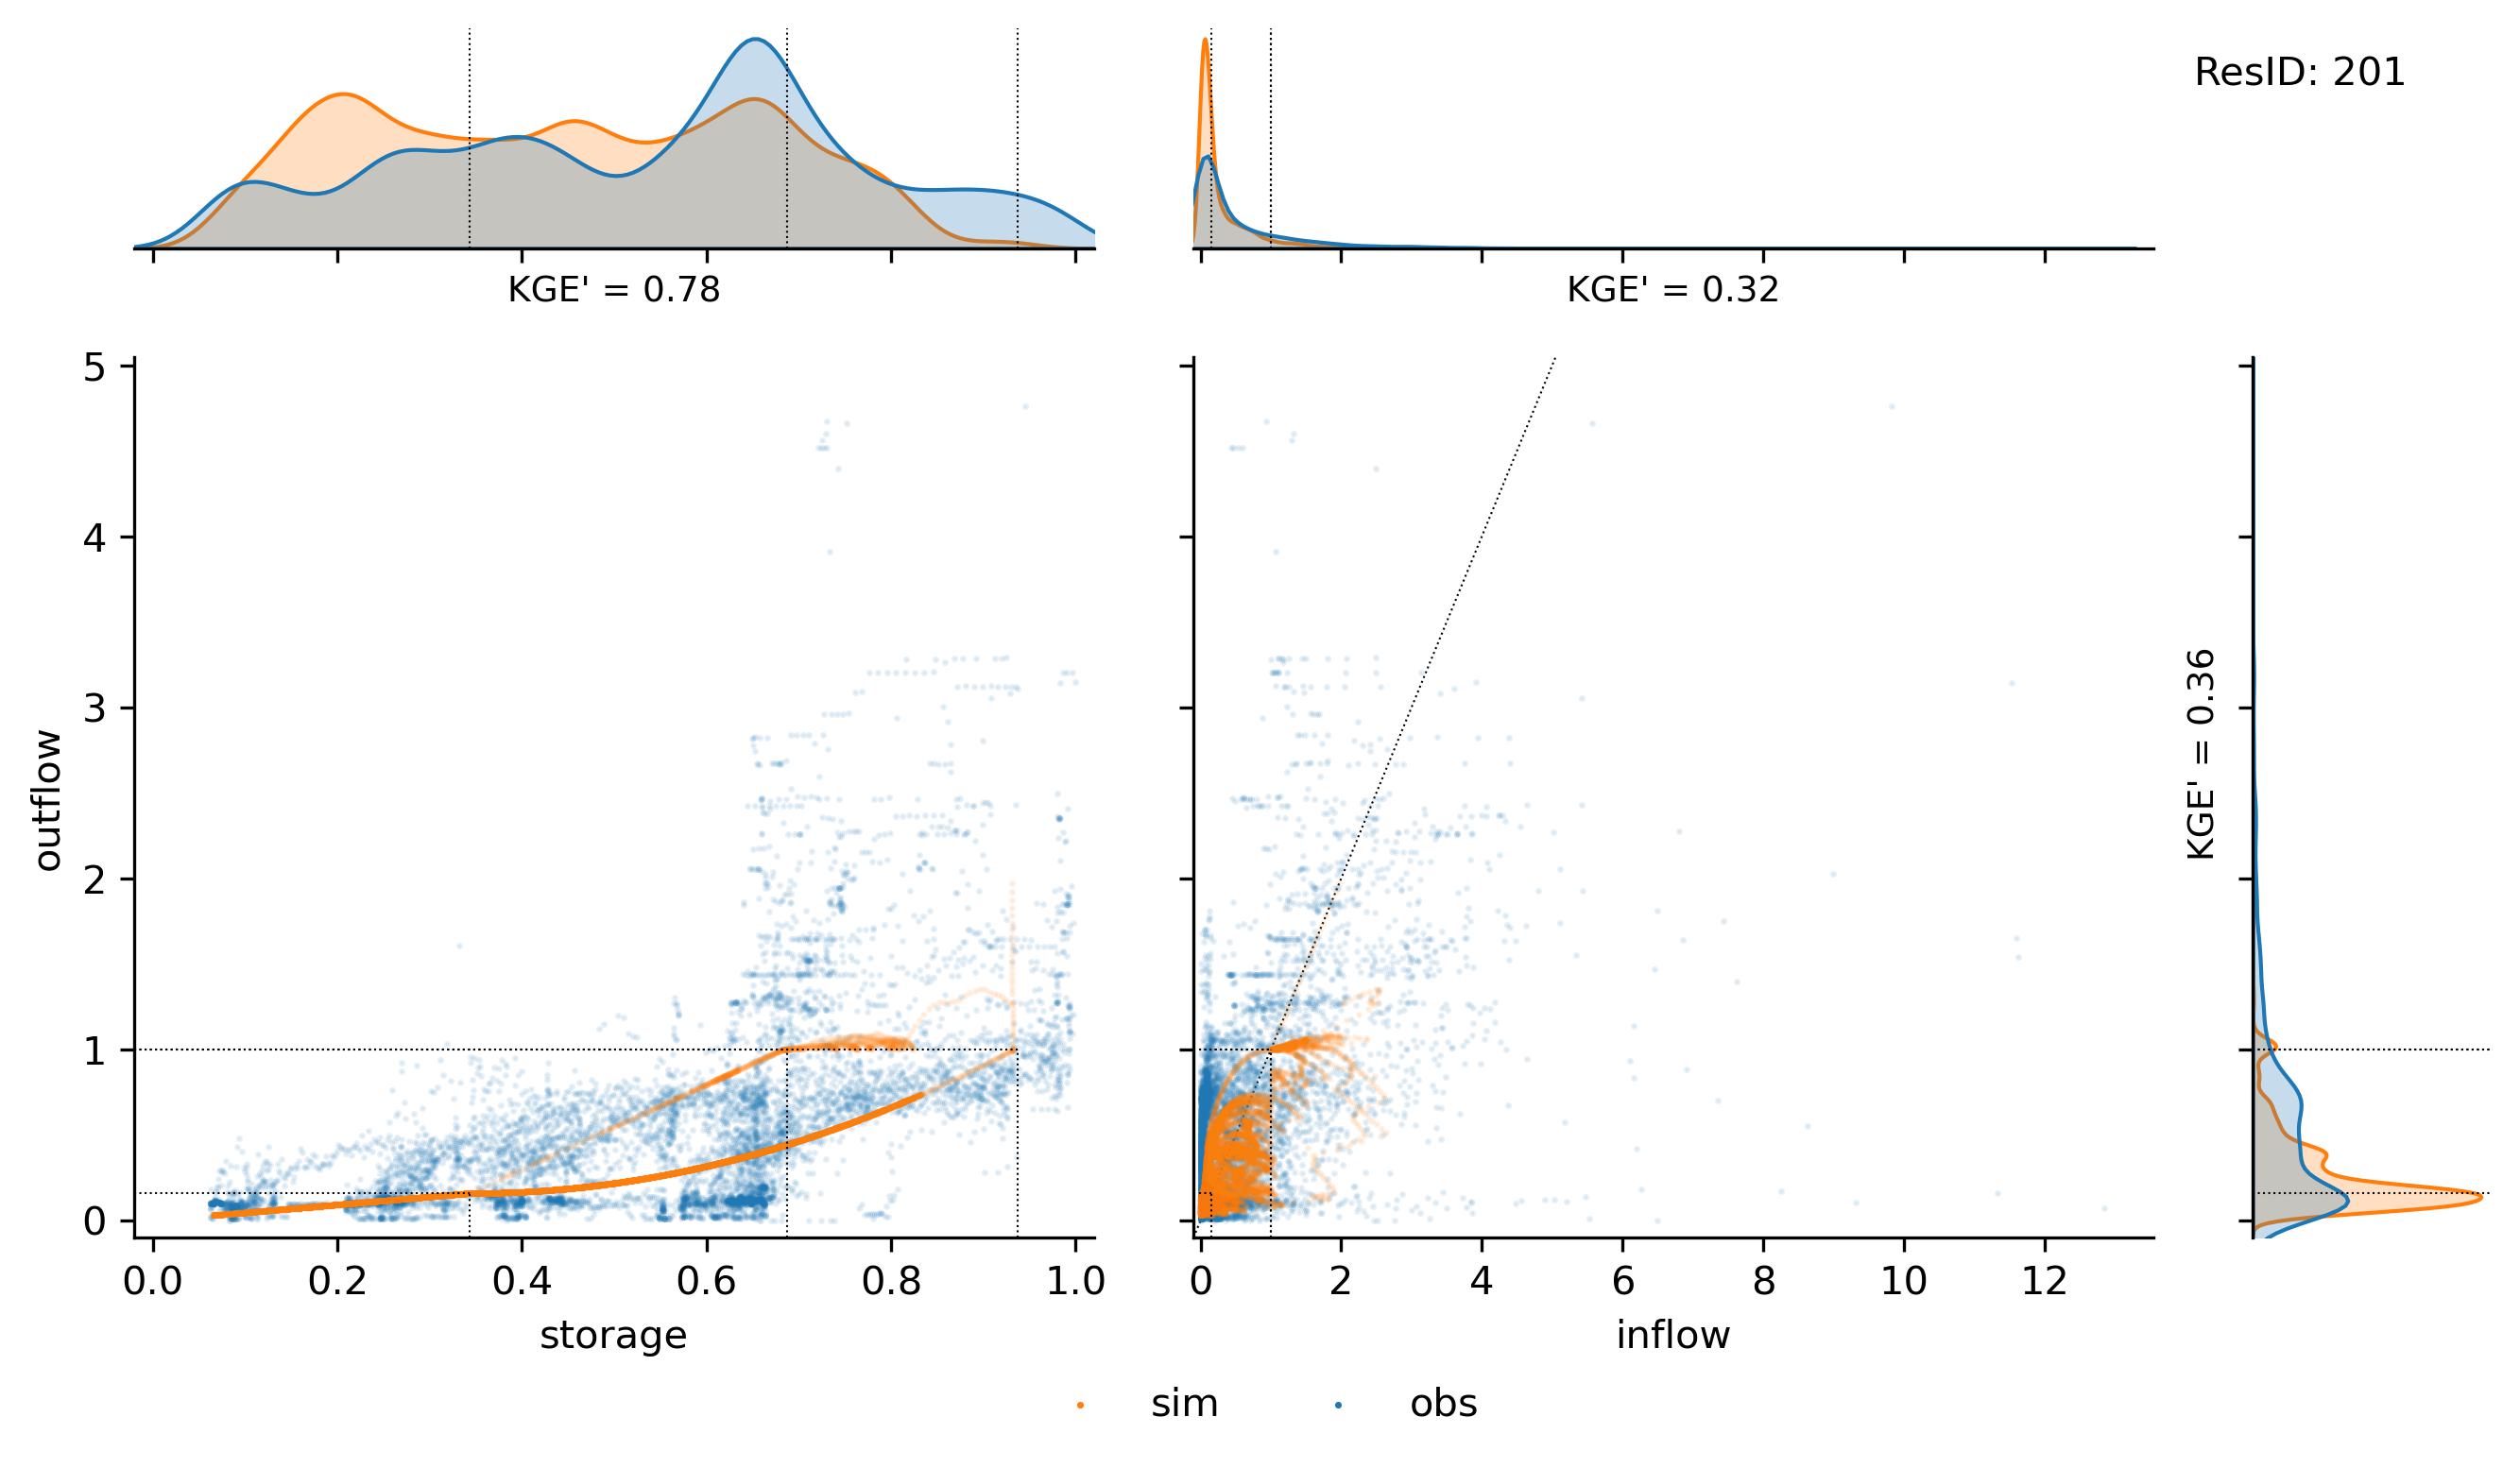 ResID: 201
KGE' = 0.78
KGE' = 0.32
5
4
3
2
1
0
outflow
KGE' = 0.36
0.0 0.2 0.4 0.6 0.8 1.0
0 2 4 6 8 10 12
storage
inflow
sim
obs